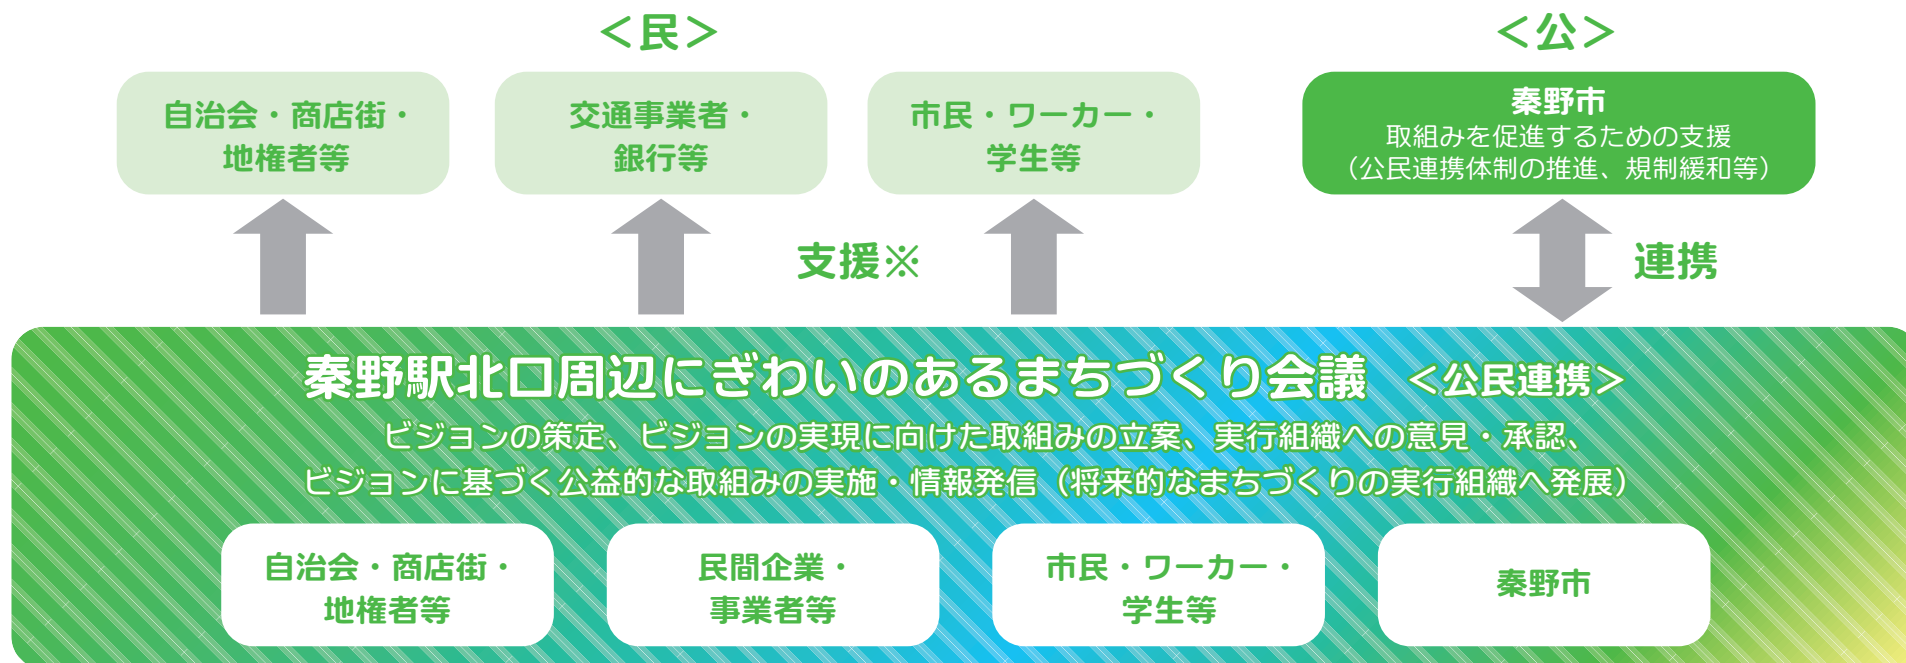 ＜民＞
＜公＞
自治会・商店街・
地権者等
交通事業者・
銀行等
市民・ワーカー・
学生等
秦野市
取組みを促進するための支援
（公民連携体制の推進、規制緩和等）
支援※
連携
秦野駅北口周辺にぎわいのあるまちづくり会議　＜公民連携＞
ビジョンの策定、ビジョンの実現に向けた取組みの立案、実行組織への意見・承認、
ビジョンに基づく公益的な取組みの実施・情報発信（将来的なまちづくりの実行組織へ発展）
自治会・商店街・
地権者等
民間企業・
事業者等
市民・ワーカー・
学生等
秦野市